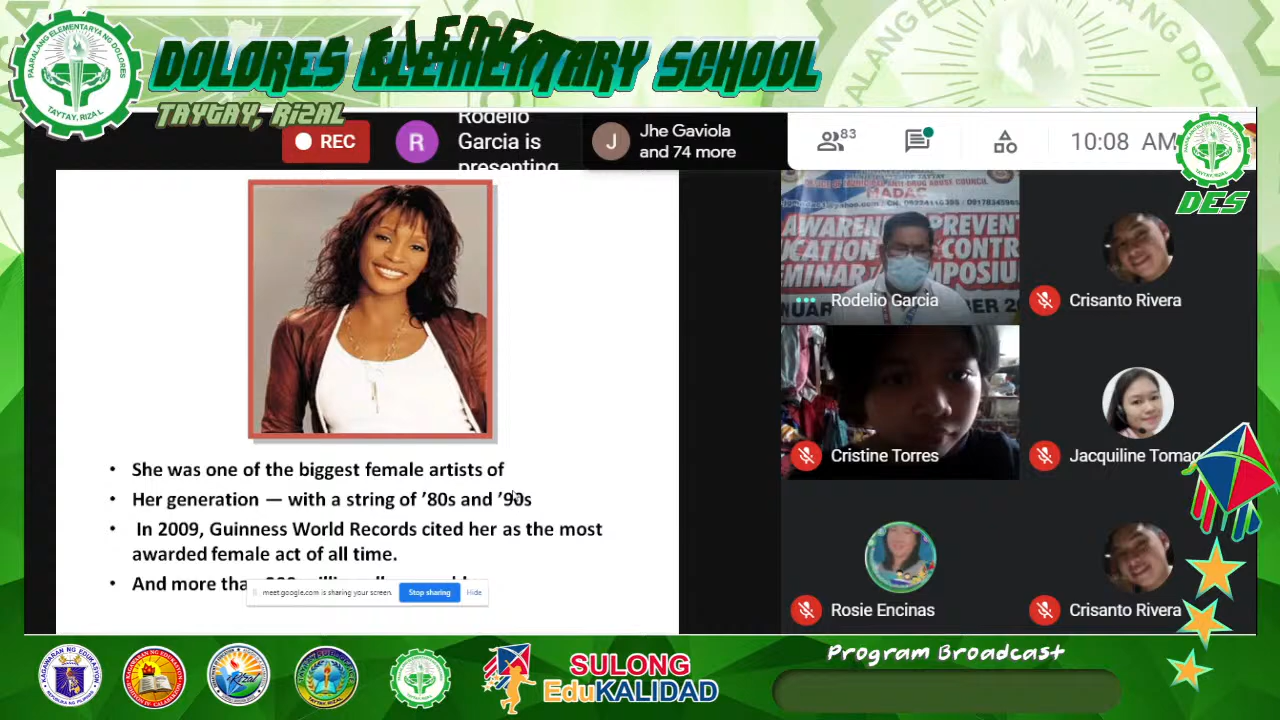 DOLORES ELEMENTARY SCHOOL
TAYTAY, RIZAL
REC
R
Rodelio
Garcia is
presenting
J
Jhe Gaviola
and 74 more
83
10:08 AM
DES
MADAC
Rodelio Garcia
Crisanto Rivera
Cristine Torres
Jacquiline Tomag
Rosie Encinas
Crisanto Rivera
• She was one of the biggest female artists of
• Her generation — with a string of ’80s and ’90s
• In 2009, Guinness World Records cited her as the most
awarded female act of all time.
• And more tha
meet.google.com is sharing your screen.
Stop sharing
Hide
SULONG
EduKALIDAD
Program Broadcast